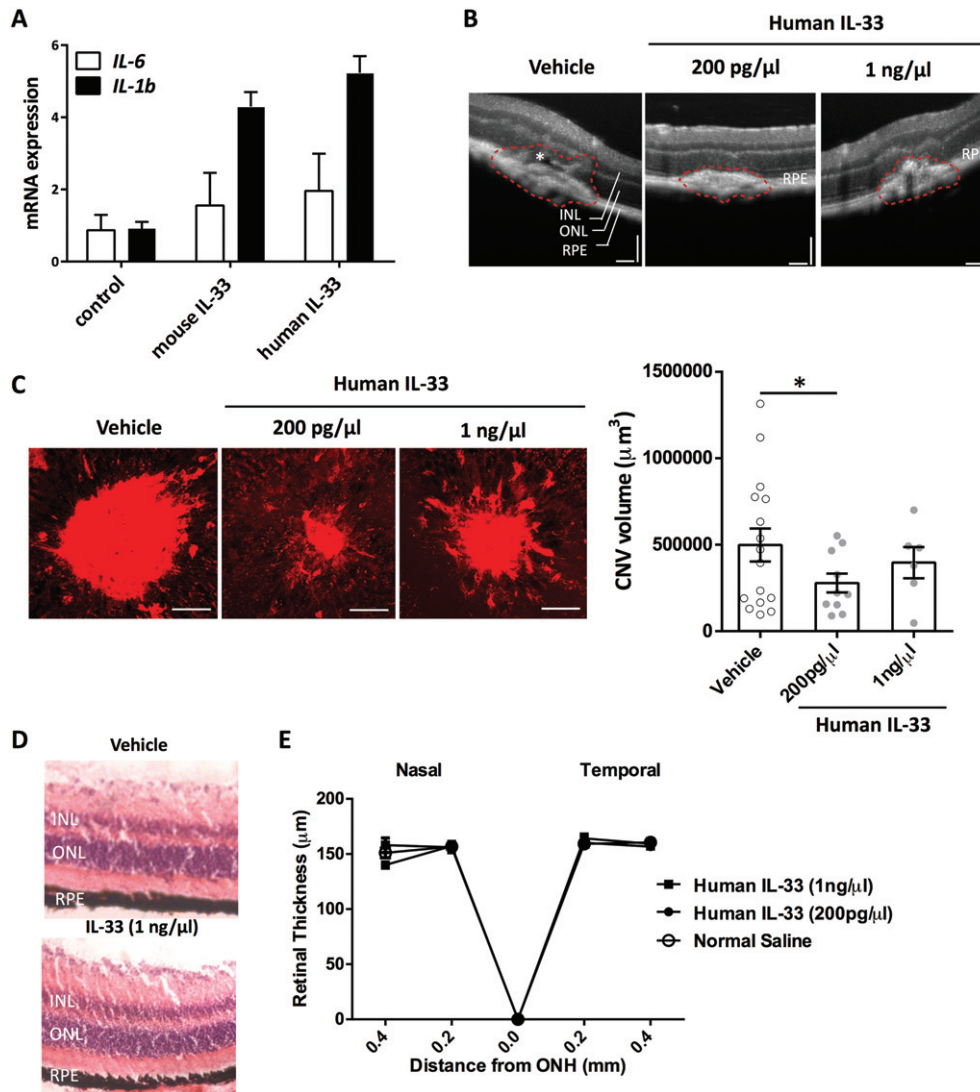 A
IL-6
IL-1b
mRNA expression
6
4
2
0
control
mouse IL-33
human IL-33
B
Human IL-33
Vehicle
200 pg/μl
1 ng/μl
*
INL
ONL
RPE
RPE
RP
C
Human IL-33
Vehicle
200 pg/μl
1 ng/μl
CNV volume (μm³)
1500000
1000000
500000
0
*
Vehicle
200pg/μl
1ng/μl
Human IL-33
D
Vehicle
INL
ONL
RPE
IL-33 (1 ng/μl)
INL
ONL
RPE
E
Nasal
Temporal
Retinal Thickness (μm)
200
150
100
50
0
0.4
0.2
0.0
0.2
0.4
Distance from ONH (mm)
Human IL-33 (1ng/μl)
Human IL-33 (200pg/μl)
Normal Saline